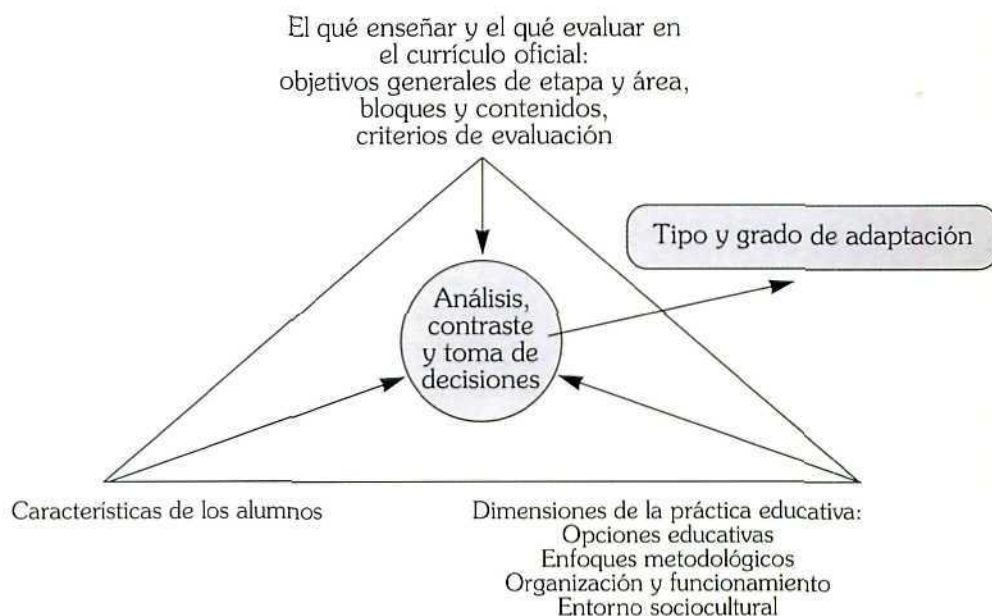 El qué enseñar y el qué evaluar en
el currículo oficial:
objetivos generales de etapa y área,
bloques y contenidos,
criterios de evaluación
Tipo y grado de adaptación
Análisis,
contraste
y toma de
decisiones
Características de los alumnos
Dimensiones de la práctica educativa:
Opciones educativas
Enfoques metodológicos
Organización y funcionamiento
Entorno sociocultural